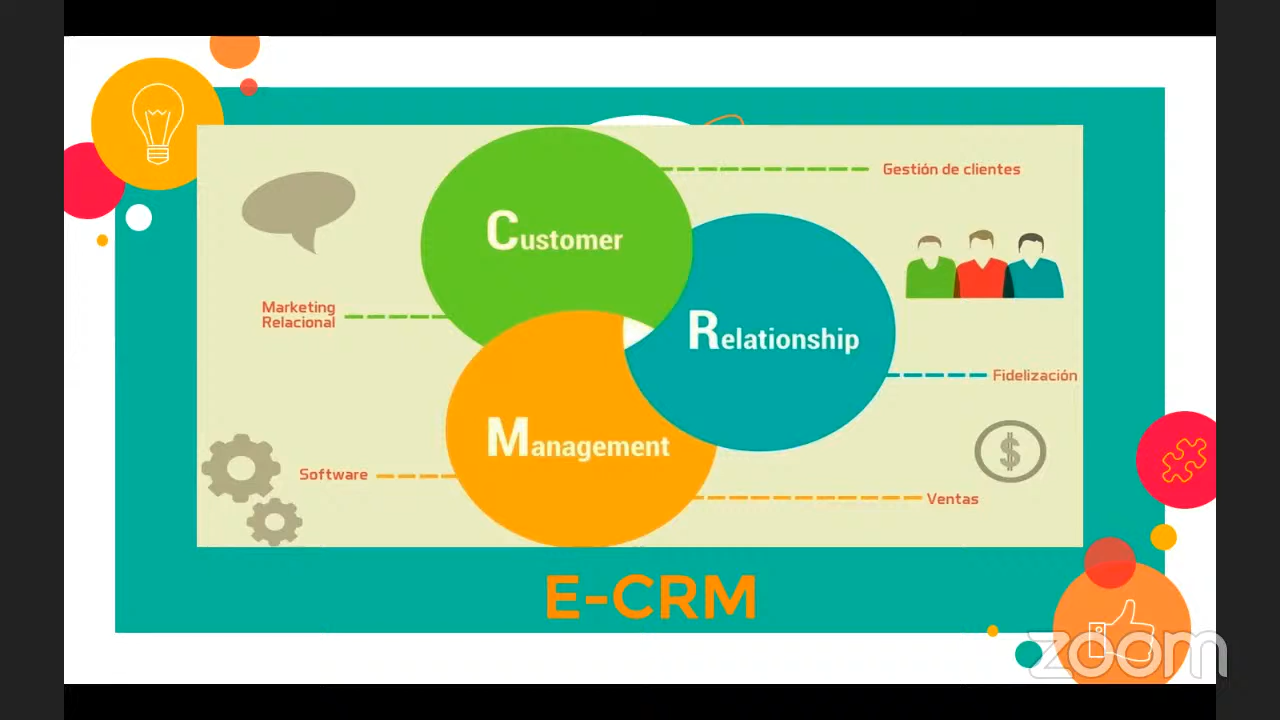 Customer
Gestión de clientes
Marketing
Relacional
Relationship
Fidelización
Management
Software
Ventas
E-CRM
zoom